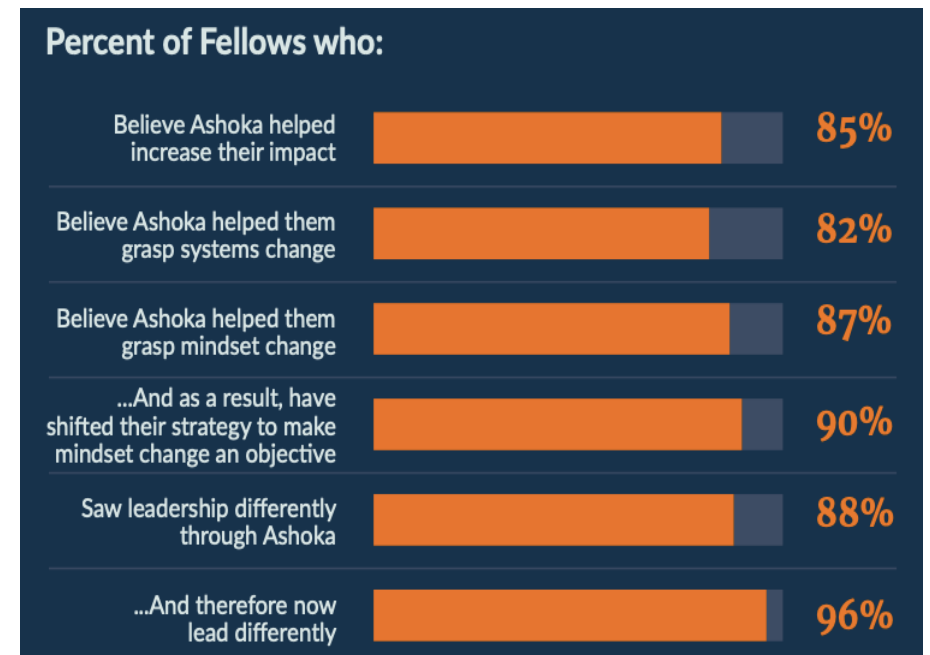 Percent of Fellows who:
Believe Ashoka helped
increase their impact
85%
Believe Ashoka helped them
grasp systems change
82%
Believe Ashoka helped them
grasp mindset change
87%
...And as a result, have
shifted their strategy to make
mindset change an objective
90%
Saw leadership differently
through Ashoka
88%
...And therefore now
lead differently
96%